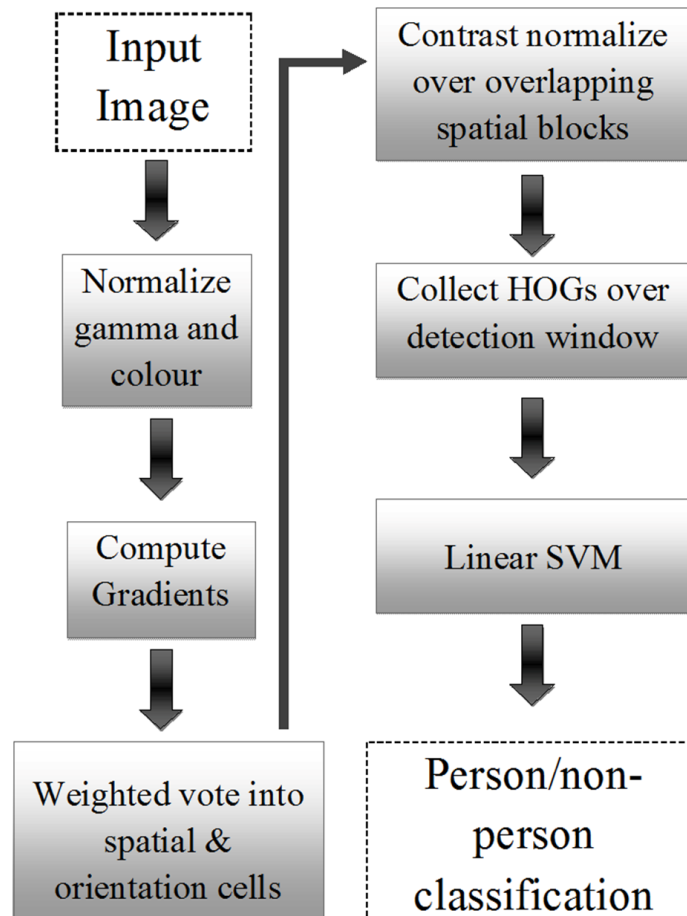 Input
Image
Normalize
gamma and
colour
Compute
Gradients
Weighted vote into
spatial &
orientation cells
Contrast normalize
over overlapping
spatial blocks
Collect HOGs over
detection window
Linear SVM
Person/non-
person
classification